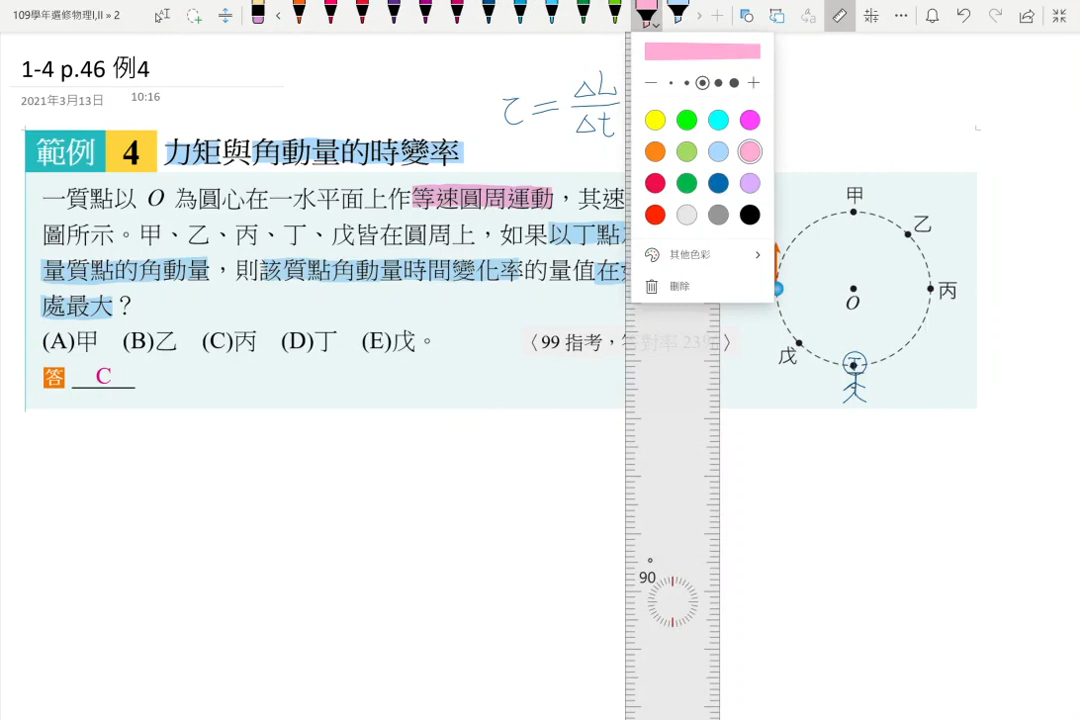 109學年選修物理I,II » 2
1-4 p.46 例4
2021年3月13日 10:16
τ = ΔL/Δt
範例 4 力矩與角動量的時變率
一質點以 O 為圓心在一水平面上作等速圓周運動，其速
圖所示。甲、乙、丙、丁、戊皆在圓周上，如果以丁點
量質點的角動量，則該質點角動量時間變化率的量值在
處最大？
(A)甲 (B)乙 (C)丙 (D)丁 (E)戊。
〈99 指考，答對率 23%〉
答 C
甲
乙
丙
O
戊
丁
其他色彩
刪除
90°